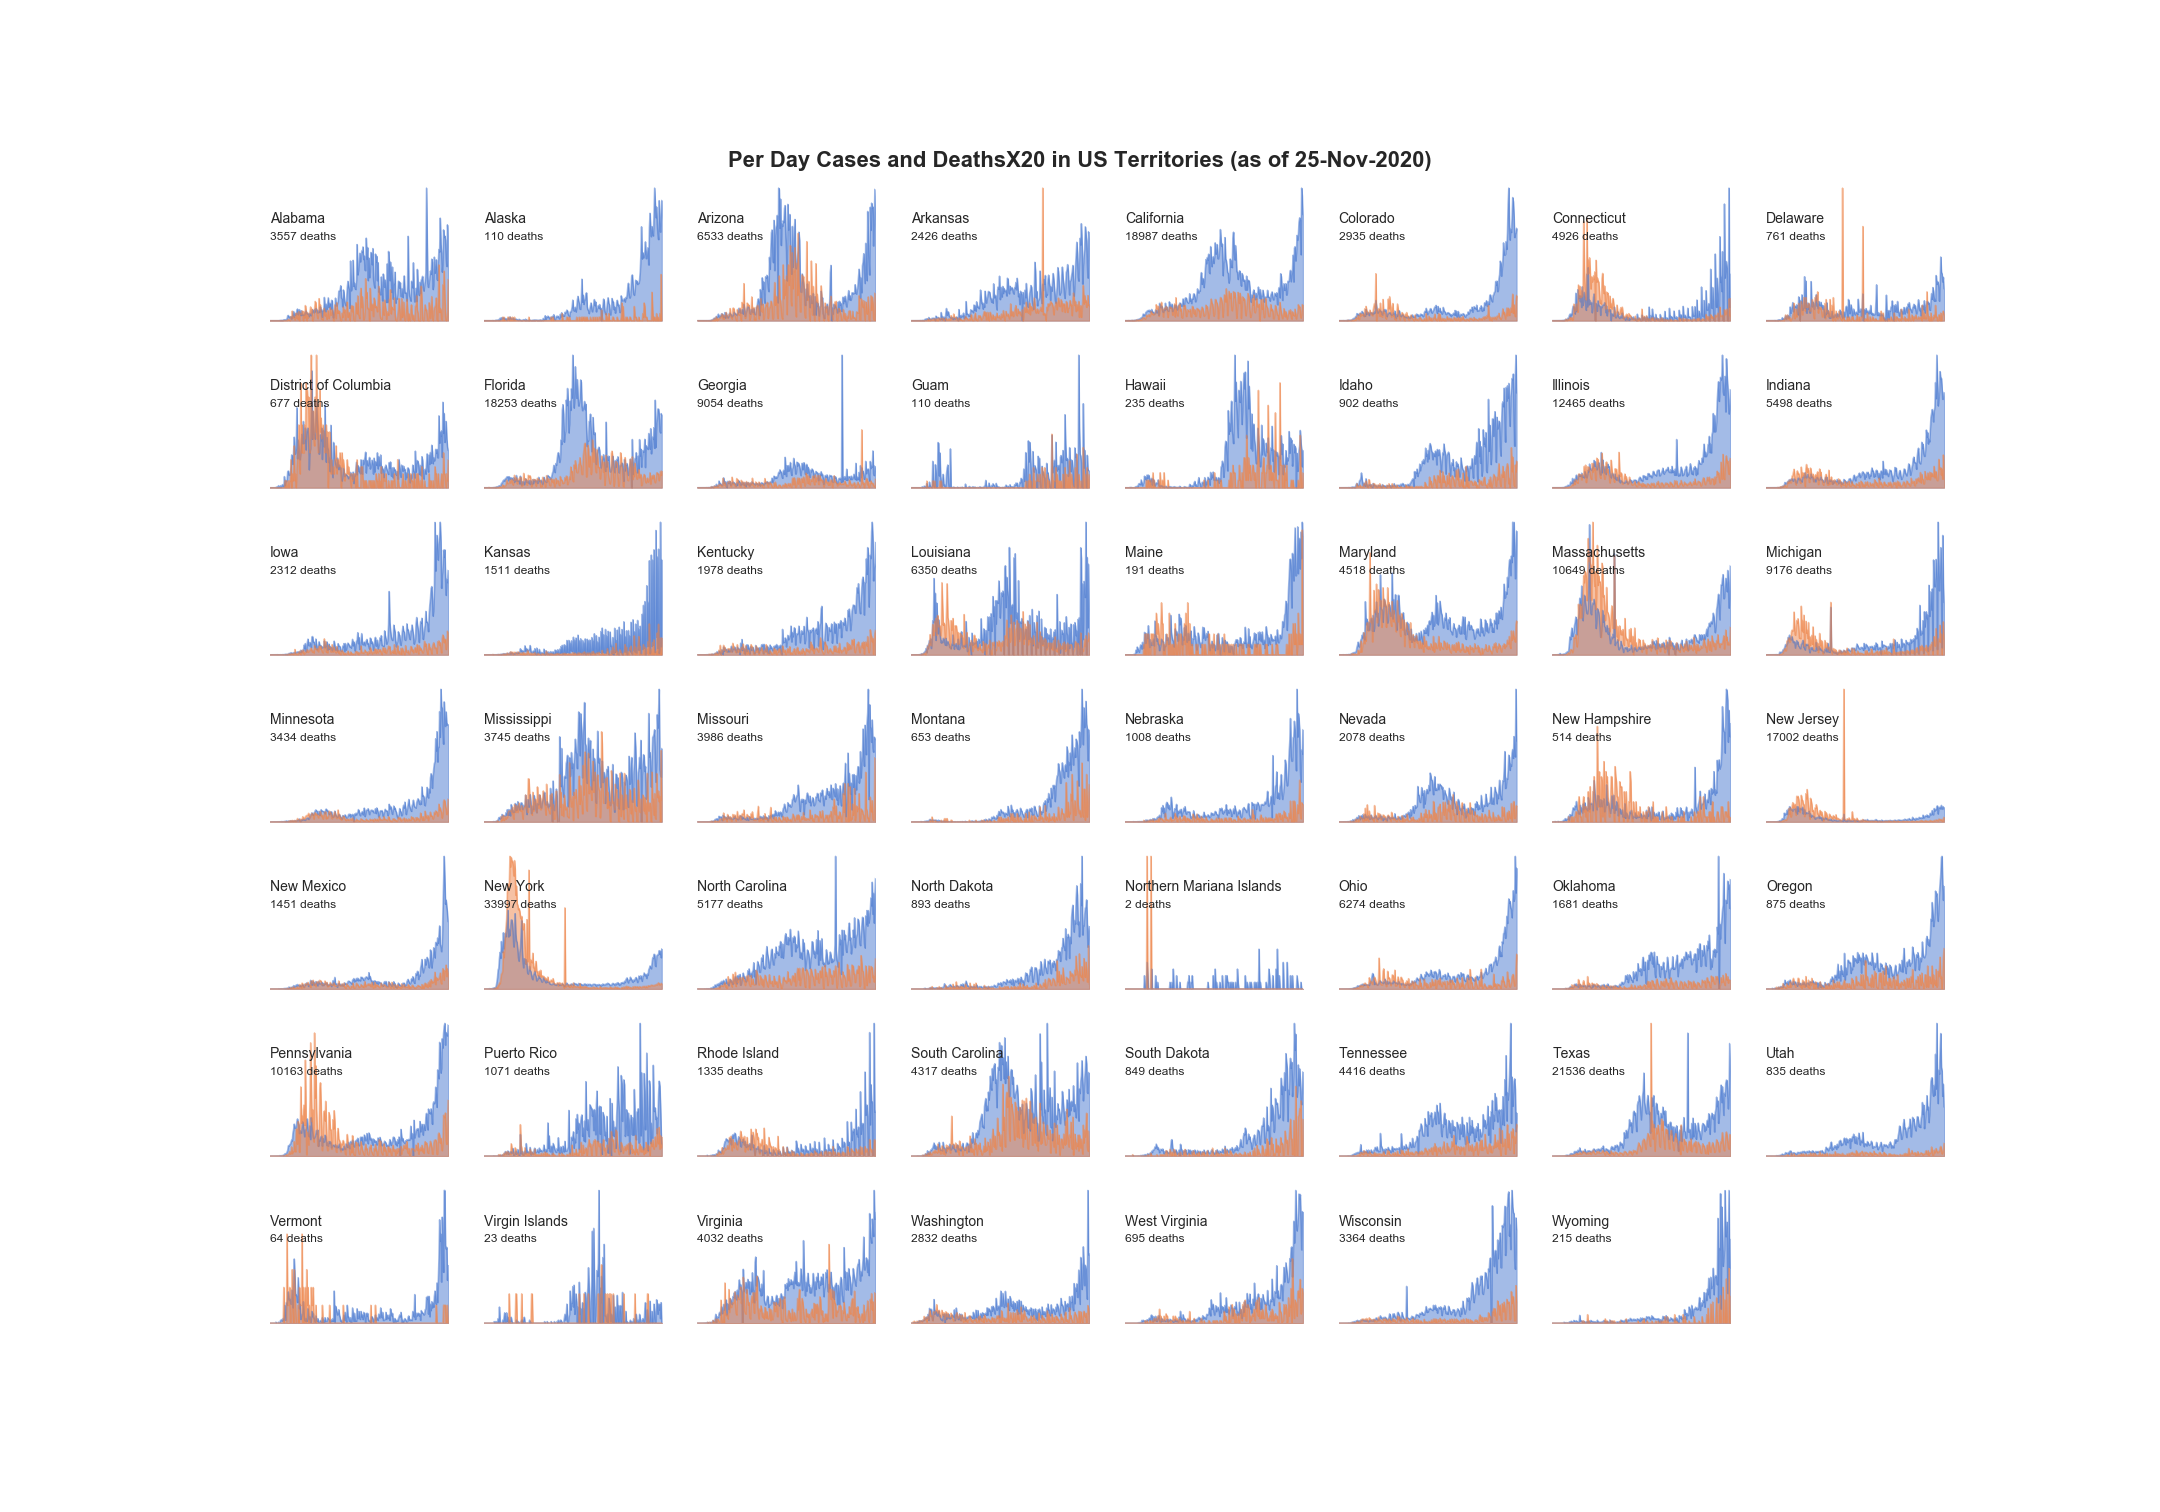 Per Day Cases and DeathsX20 in US Territories (as of 25-Nov-2020)
Alabama
3557 deaths
Alaska
110 deaths
Arizona
6533 deaths
Arkansas
2426 deaths
California
18987 deaths
Colorado
2935 deaths
Connecticut
4926 deaths
Delaware
761 deaths
District of Columbia
677 deaths
Florida
18253 deaths
Georgia
9054 deaths
Guam
110 deaths
Hawaii
235 deaths
Idaho
902 deaths
Illinois
12465 deaths
Indiana
5498 deaths
Iowa
2312 deaths
Kansas
1511 deaths
Kentucky
1978 deaths
Louisiana
6350 deaths
Maine
191 deaths
Maryland
4518 deaths
Massachusetts
10649 deaths
Michigan
9176 deaths
Minnesota
3434 deaths
Mississippi
3745 deaths
Missouri
3986 deaths
Montana
653 deaths
Nebraska
1008 deaths
Nevada
2078 deaths
New Hampshire
514 deaths
New Jersey
17002 deaths
New Mexico
1451 deaths
New York
33997 deaths
North Carolina
5177 deaths
North Dakota
893 deaths
Northern Mariana Islands
2 deaths
Ohio
6274 deaths
Oklahoma
1681 deaths
Oregon
875 deaths
Pennsylvania
10163 deaths
Puerto Rico
1071 deaths
Rhode Island
1335 deaths
South Carolina
4317 deaths
South Dakota
849 deaths
Tennessee
4416 deaths
Texas
21536 deaths
Utah
835 deaths
Vermont
64 deaths
Virgin Islands
23 deaths
Virginia
4032 deaths
Washington
2832 deaths
West Virginia
695 deaths
Wisconsin
3364 deaths
Wyoming
215 deaths